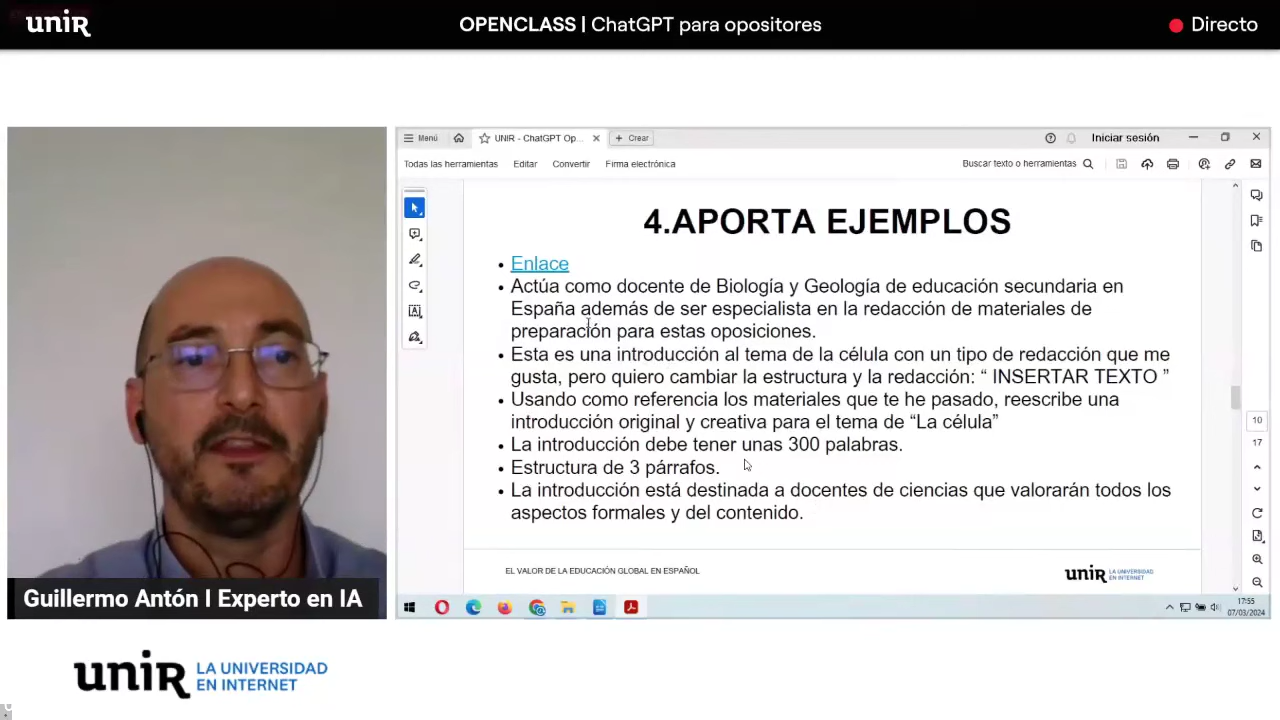 unir
OPENCLASS | ChatGPT para opositores
Directo
Menú
UNIR - ChatGPT Op...
Crear
Iniciar sesión
Todas las herramientas
Editar
Convertir
Firma electrónica
Buscar texto o herramientas
4.APORTA EJEMPLOS
• Enlace
• Actúa como docente de Biología y Geología de educación secundaria en
España además de ser especialista en la redacción de materiales de
preparación para estas oposiciones.
• Esta es una introducción al tema de la célula con un tipo de redacción que me
gusta, pero quiero cambiar la estructura y la redacción: “ INSERTAR TEXTO ”
• Usando como referencia los materiales que te he pasado, reescribe una
introducción original y creativa para el tema de “La célula”
• La introducción debe tener unas 300 palabras.
• Estructura de 3 párrafos.
• La introducción está destinada a docentes de ciencias que valorarán todos los
aspectos formales y del contenido.
10
17
EL VALOR DE LA EDUCACIÓN GLOBAL EN ESPAÑOL
unir LA UNIVERSIDAD
EN INTERNET
17:55
07/03/2024
Guillermo Antón I Experto en IA
unir LA UNIVERSIDAD
EN INTERNET